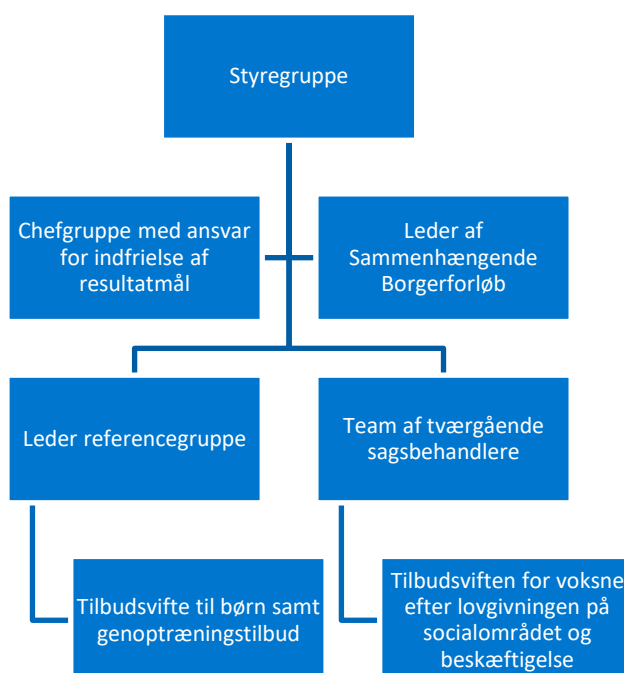 Styregruppe
Chefgruppe med ansvar
for indfrielse af
resultatmål
Leder af
Sammenhængende
Borgerforløb
Leder referencegruppe
Team af tværgående
sagsbehandlere
Tilbudsvifte til børn samt
genoptræningstilbud
Tilbudsviften for voksne
efter lovgivningen på
socialområdet og
beskæftigelse